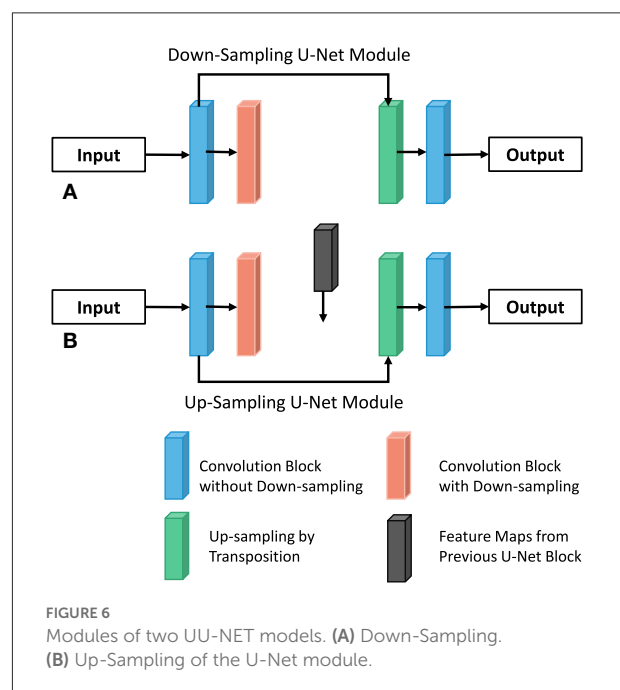 Down-Sampling U-Net Module
Input
Output
A
Input
Output
B
Up-Sampling U-Net Module
Convolution Block
without Down-sampling
Convolution Block
with Down-sampling
Up-sampling by
Transposition
Feature Maps from
Previous U-Net Block
FIGURE 6
Modules of two UU-NET models. (A) Down-Sampling.
(B) Up-Sampling of the U-Net module.